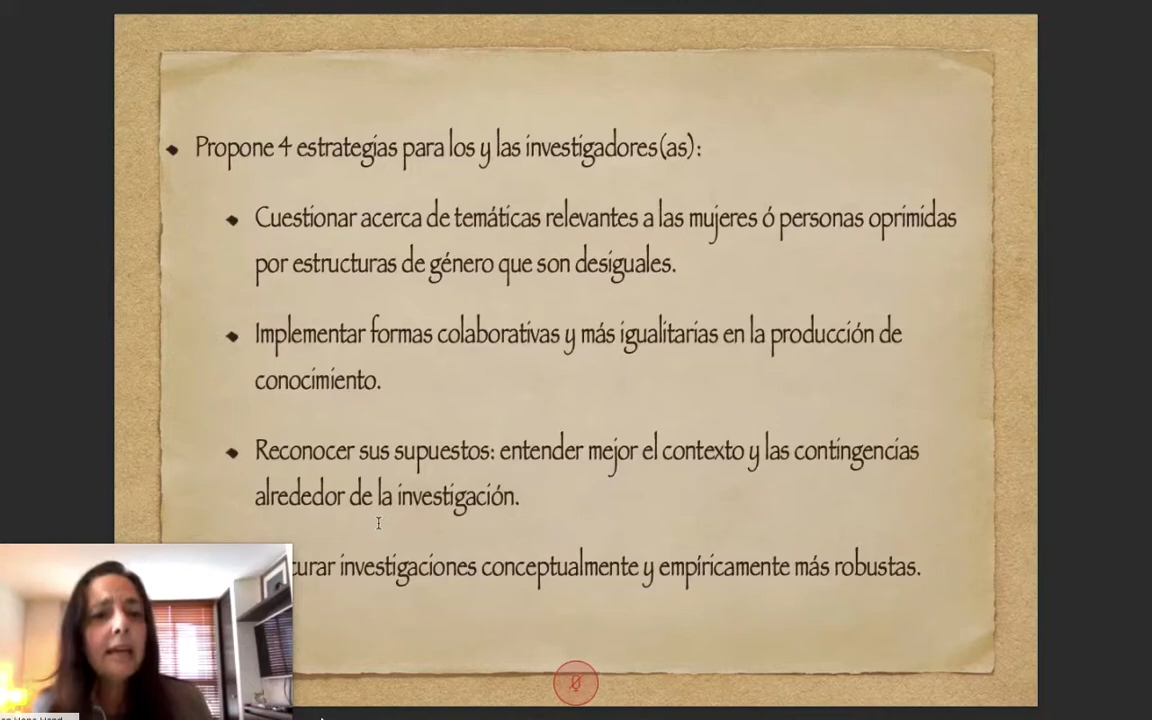 Propone 4 estrategias para los y las investigadores(as):
Cuestionar acerca de temáticas relevantes a las mujeres ó personas oprimidas
por estructuras de género que son desiguales.
Implementar formas colaborativas y más igualitarias en la producción de
conocimiento.
Reconocer sus supuestos: entender mejor el contexto y las contingencias
alrededor de la investigación.
investigaciones conceptualmente y empíricamente más robustas.